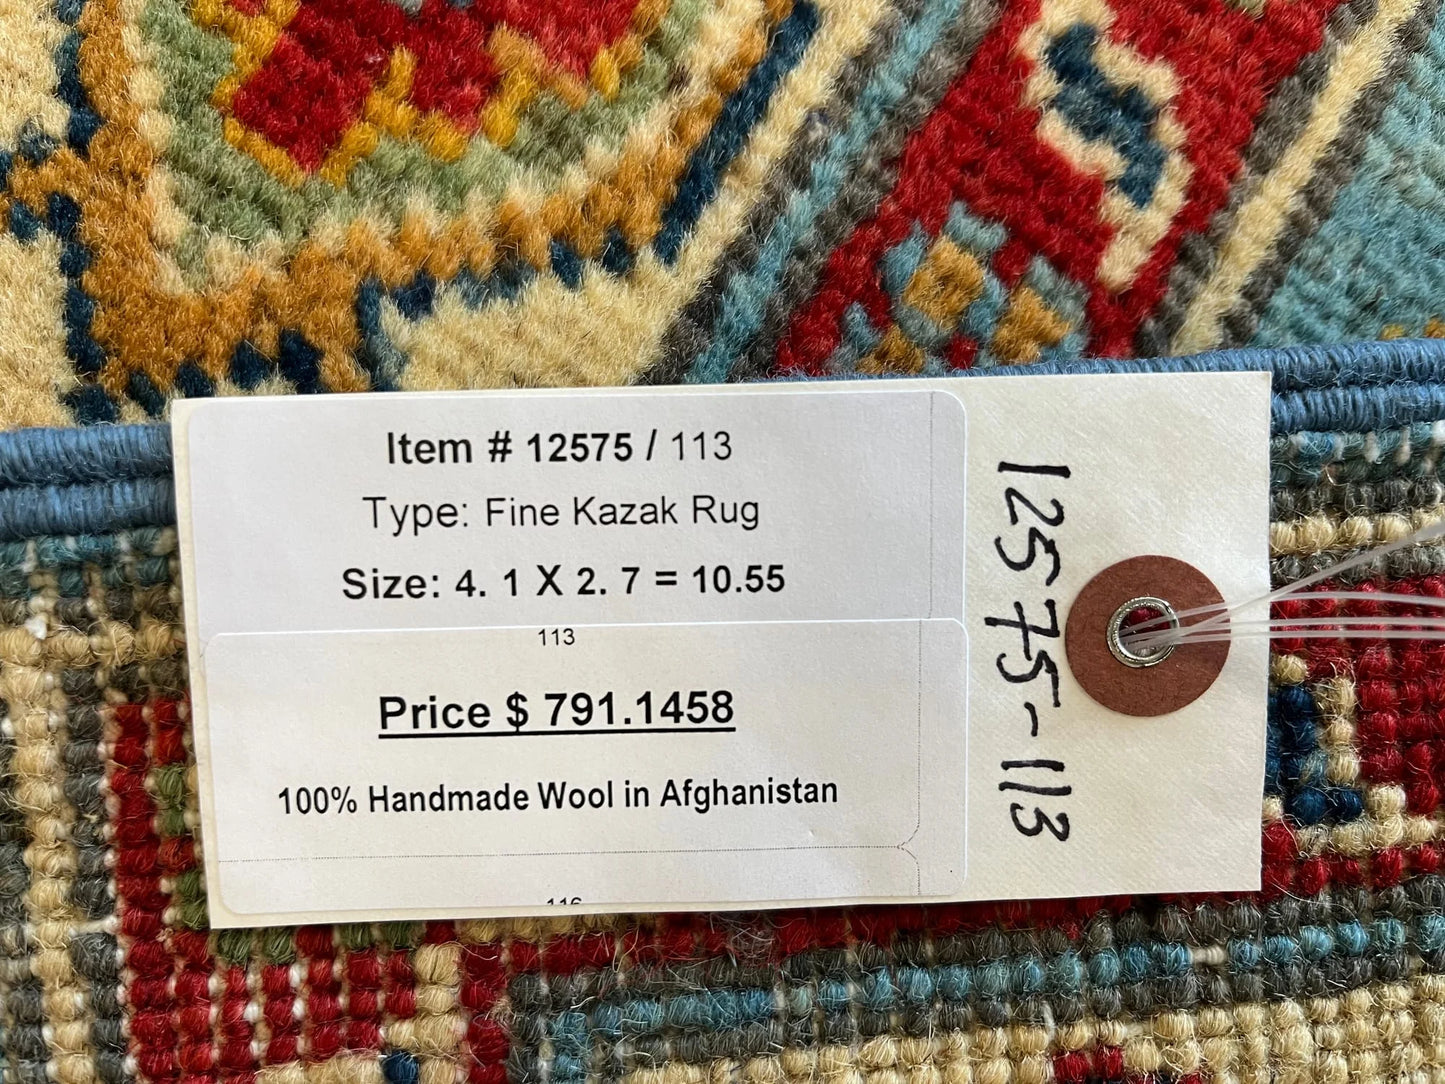 Item # 12575 / 113
Type: Fine Kazak Rug
Size: 4. 1 X 2. 7 = 10.55
113
Price $ 791.1458
100% Handmade Wool in Afghanistan
116
12575-113